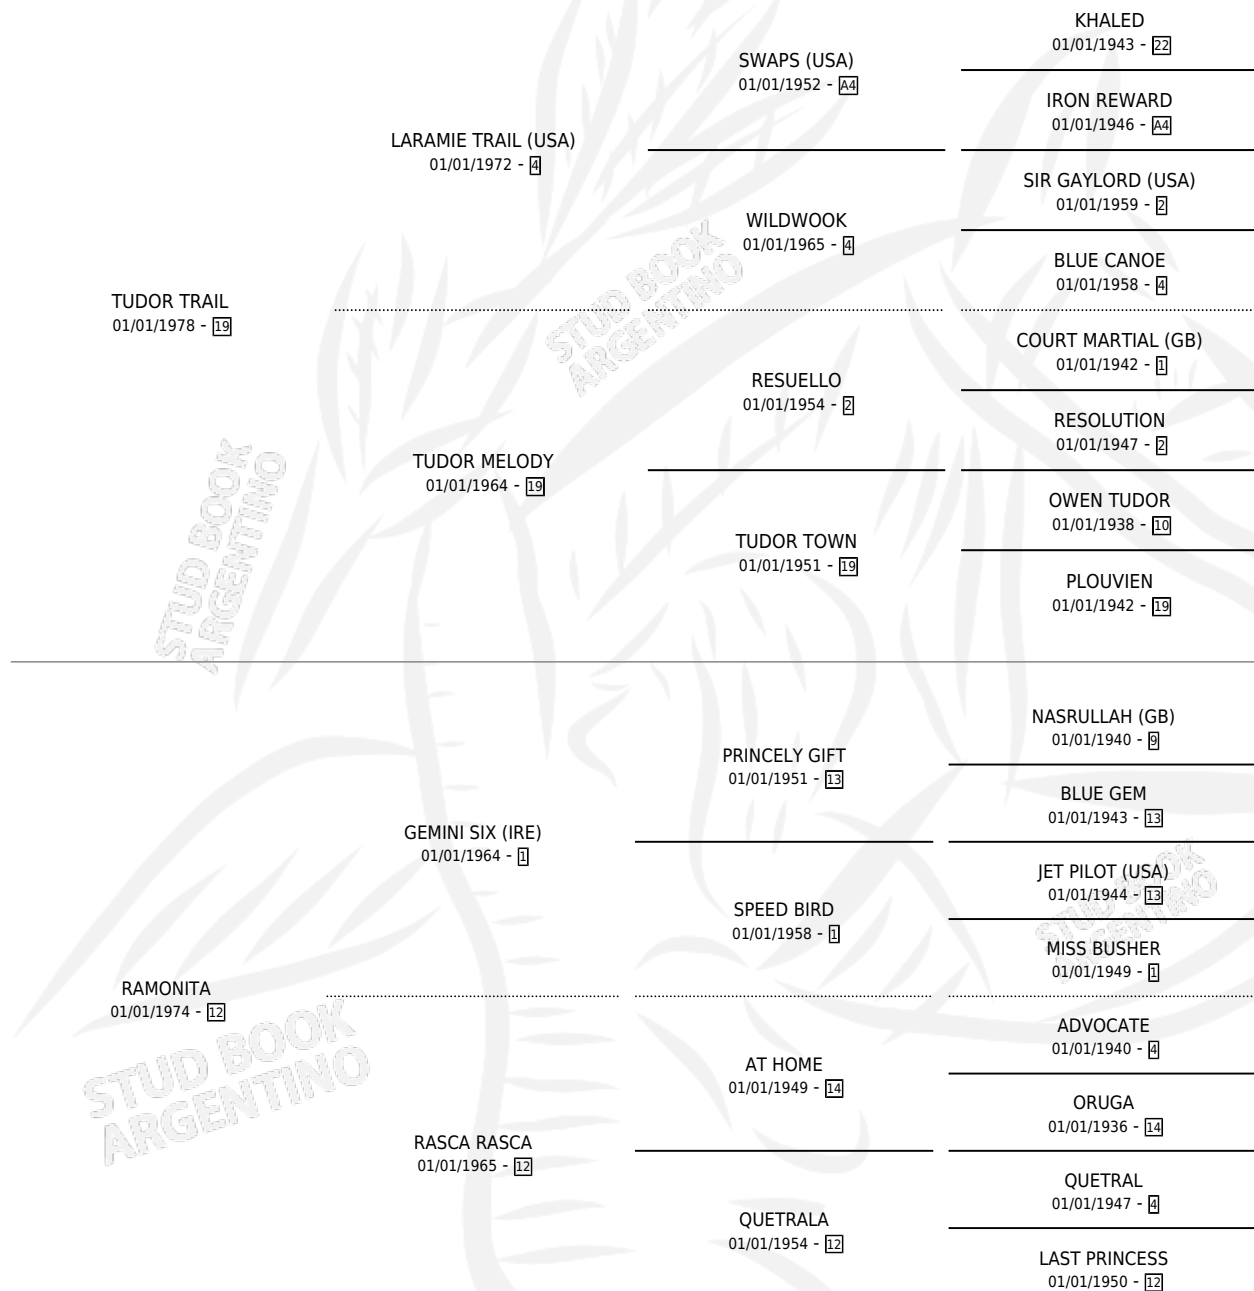 KHALED
01/01/1943 - 22
SWAPS (USA)
01/01/1952 - A4
IRON REWARD
01/01/1946 - A4
LARAMIE TRAIL (USA)
01/01/1972 - 4
SIR GAYLORD (USA)
01/01/1959 - 2
WILDWOOK
01/01/1965 - 4
BLUE CANOE
01/01/1958 - 4
TUDOR TRAIL
01/01/1978 - 19
COURT MARTIAL (GB)
01/01/1942 - 1
RESUELLO
01/01/1954 - 2
RESOLUTION
01/01/1947 - 2
TUDOR MELODY
01/01/1964 - 19
OWEN TUDOR
01/01/1938 - 10
TUDOR TOWN
01/01/1951 - 19
PLOUVIEN
01/01/1942 - 19
NASRULLAH (GB)
01/01/1940 - 9
PRINCELY GIFT
01/01/1951 - 13
BLUE GEM
01/01/1943 - 13
GEMINI SIX (IRE)
01/01/1964 - 1
JET PILOT (USA)
01/01/1944 - 13
SPEED BIRD
01/01/1958 - 1
MISS BUSHER
01/01/1949 - 1
RAMONITA
01/01/1974 - 12
ADVOCATE
01/01/1940 - 4
AT HOME
01/01/1949 - 14
ORUGA
01/01/1936 - 14
RASCA RASCA
01/01/1965 - 12
QUETRAL
01/01/1947 - 4
QUETRALA
01/01/1954 - 12
LAST PRINCESS
01/01/1950 - 12
STUD BOOK
ARGENTINO
STUD BOOK
ARGENTINO
STUD BOOK
ARGENTINO
STUD BOOK
ARGENTINO